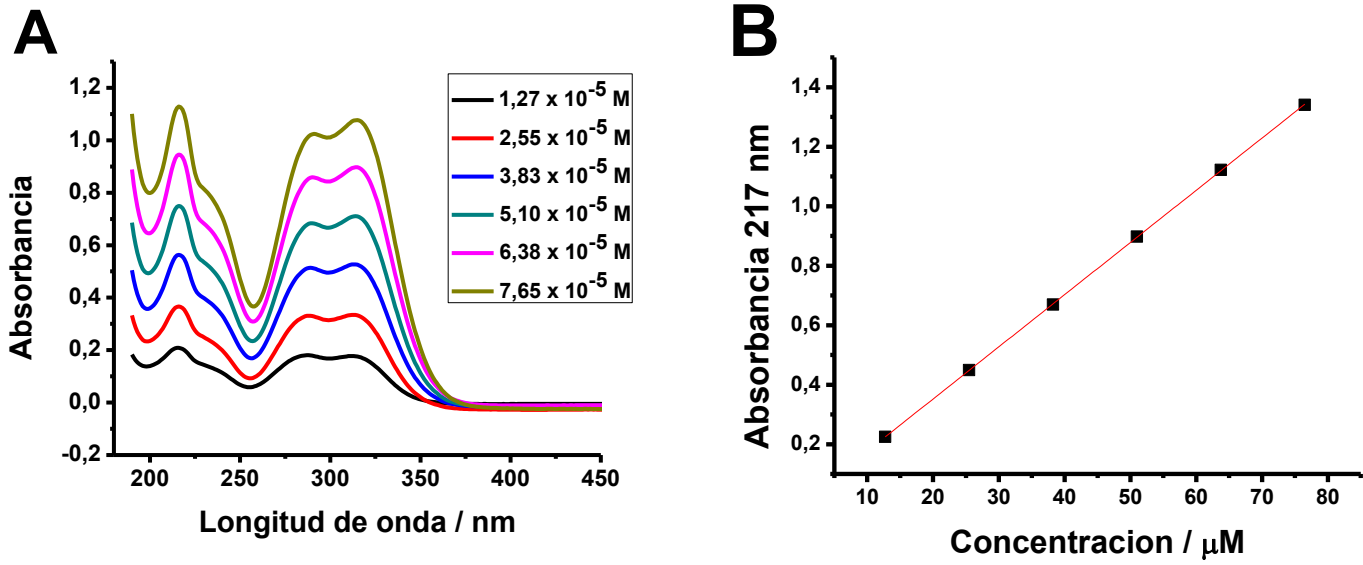 A
Absorbancia
1,2
1,0
0,8
0,6
0,4
0,2
0,0
-0,2
200 250 300 350 400 450
Longitud de onda / nm
1,27 x 10-5 M
2,55 x 10-5 M
3,83 x 10-5 M
5,10 x 10-5 M
6,38 x 10-5 M
7,65 x 10-5 M
B
Absorbancia 217 nm
1,4
1,2
1,0
0,8
0,6
0,4
0,2
10 20 30 40 50 60 70 80
Concentracion / μM